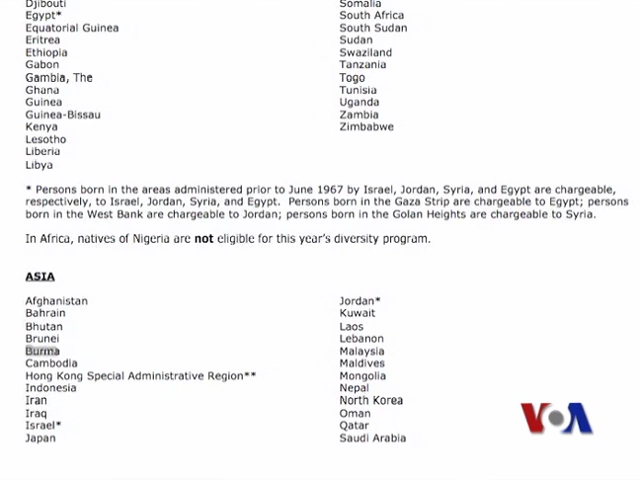 Djibouti
Egypt*
Equatorial Guinea
Eritrea
Ethiopia
Gabon
Gambia, The
Ghana
Guinea
Guinea-Bissau
Kenya
Lesotho
Liberia
Libya
Somalia
South Africa
South Sudan
Sudan
Swaziland
Tanzania
Togo
Tunisia
Uganda
Zambia
Zimbabwe
* Persons born in the areas administered prior to June 1967 by Israel, Jordan, Syria, and Egypt are chargeable,
respectively, to Israel, Jordan, Syria, and Egypt. Persons born in the Gaza Strip are chargeable to Egypt; persons
born in the West Bank are chargeable to Jordan; persons born in the Golan Heights are chargeable to Syria.
In Africa, natives of Nigeria are not eligible for this year's diversity program.
ASIA
Afghanistan
Bahrain
Bhutan
Brunei
Burma
Cambodia
Hong Kong Special Administrative Region**
Indonesia
Iran
Iraq
Israel*
Japan
Jordan*
Kuwait
Laos
Lebanon
Malaysia
Maldives
Mongolia
Nepal
North Korea
Oman
Qatar
Saudi Arabia
VOA